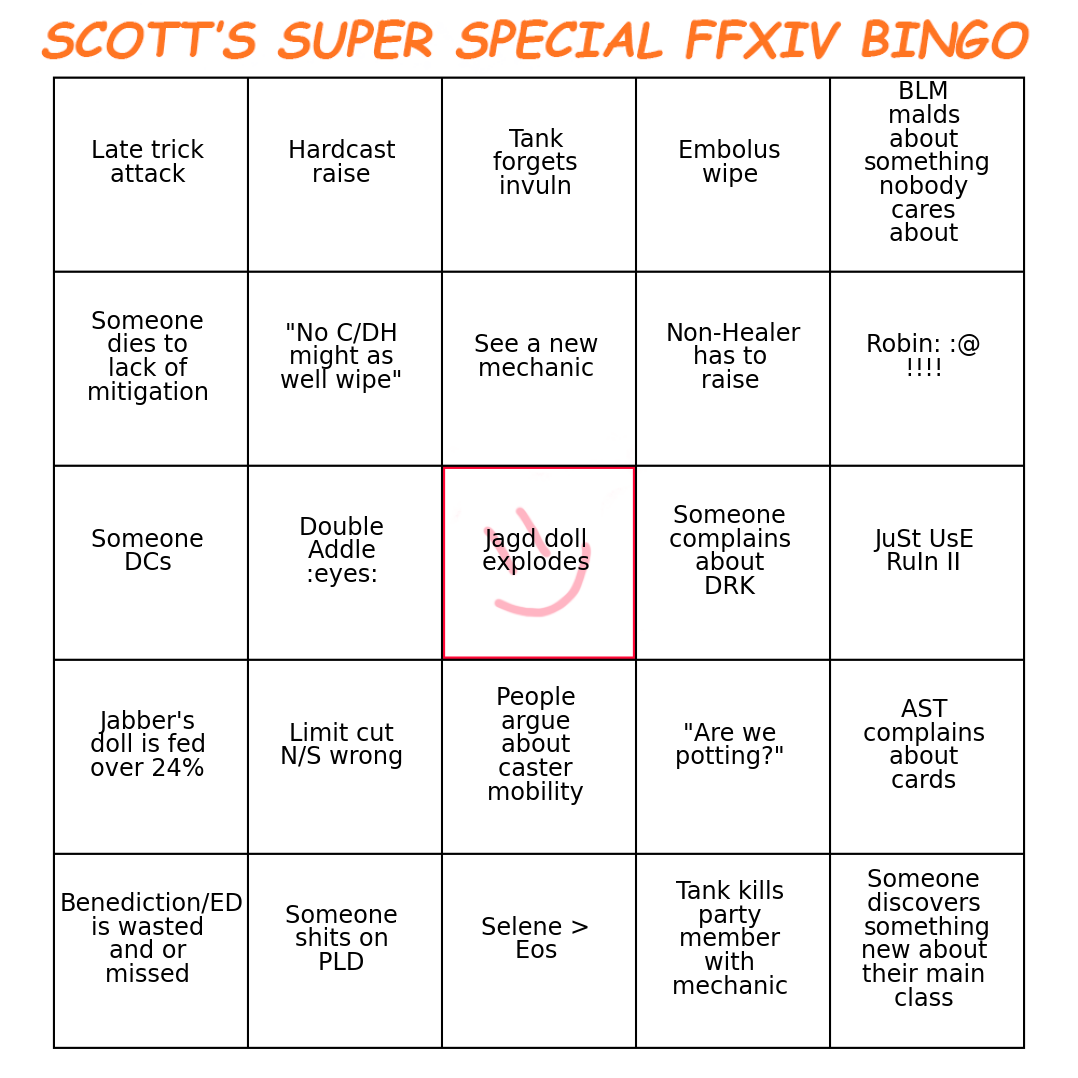 SCOTT'S SUPER SPECIAL FFXIV BINGO
Late trick
attack
Hardcast
raise
Tank
forgets
invuln
Embolus
wipe
BLM
malds
about
something
nobody
cares
about
Someone
dies to
lack of
mitigation
"No C/DH
might as
well wipe"
See a new
mechanic
Non-Healer
has to
raise
Robin: :@
!!!!
Someone
DCs
Double
Addle
:eyes:
Jagd doll
explodes
Someone
complains
about
DRK
JuSt UsE
RuIn II
Jabber's
doll is fed
over 24%
Limit cut
N/S wrong
People
argue
about
caster
mobility
"Are we
potting?"
AST
complains
about
cards
Benediction/ED
is wasted
and or
missed
Someone
shits on
PLD
Selene >
Eos
Tank kills
party
member
with
mechanic
Someone
discovers
something
new about
their main
class